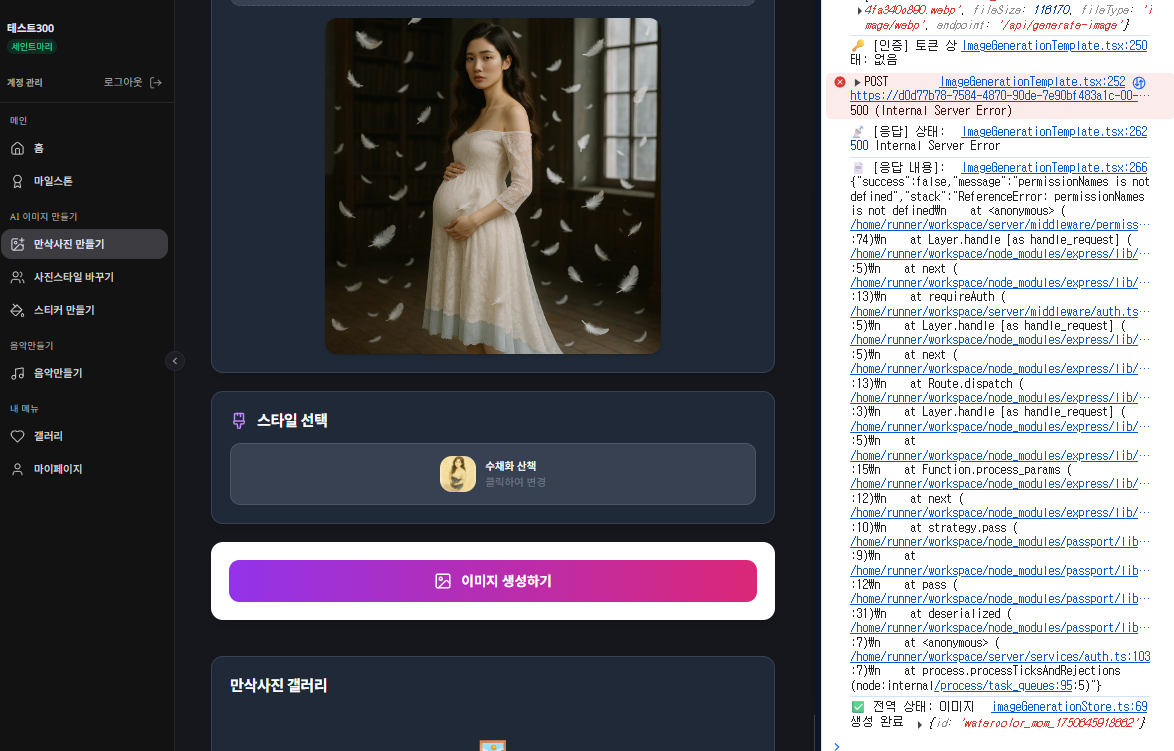 테스트300
세인트마리
계정 관리
로그아웃
메인
홈
마일스톤
AI 이미지 만들기
만삭사진 만들기
사진스타일 바꾸기
스티커 만들기
음악만들기
음악만들기
내 메뉴
갤러리
마이페이지
스타일 선택
수채화 산책
클릭하여 변경
이미지 생성하기
만삭사진 갤러리
4fa340c890.webp', fileSize: 116170, fileType: 'i
mage/webp', endpoint: '/api/generate-image'}
[인증] 토큰 상 ImageGenerationTemplate.tsx:250
태: 없음
POST ImageGenerationTemplate.tsx:252
https://d0d77b78-7584-4870-90de-7e90bf483a1c-00-…
500 (Internal Server Error)
[응답] 상태: ImageGenerationTemplate.tsx:262
500 Internal Server Error
[응답 내용]: ImageGenerationTemplate.tsx:266
{"success":false,"message":"permissionNames is not
defined","stack":"ReferenceError: permissionNames
is not defined\n    at <anonymous> (
/home/runner/workspace/server/middleware/permiss…
:74)\n    at Layer.handle [as handle_request] (
/home/runner/workspace/node_modules/express/lib/…
:5)\n    at next (
/home/runner/workspace/node_modules/express/lib/…
:13)\n    at requireAuth (
/home/runner/workspace/server/middleware/auth.ts…
:5)\n    at Layer.handle [as handle_request] (
/home/runner/workspace/node_modules/express/lib/…
:5)\n    at next (
/home/runner/workspace/node_modules/express/lib/…
:13)\n    at Route.dispatch (
/home/runner/workspace/node_modules/express/lib/…
:3)\n    at Layer.handle [as handle_request] (
/home/runner/workspace/node_modules/express/lib/…
:5)\n    at
/home/runner/workspace/node_modules/express/lib/…
:15\n    at Function.process_params (
/home/runner/workspace/node_modules/express/lib/…
:12)\n    at next (
/home/runner/workspace/node_modules/express/lib/…
:10)\n    at strategy.pass (
/home/runner/workspace/node_modules/passport/lib…
:9)\n    at
/home/runner/workspace/node_modules/passport/lib…
:12\n    at pass (
/home/runner/workspace/node_modules/passport/lib…
:31)\n    at deserialized (
/home/runner/workspace/node_modules/passport/lib…
:7)\n    at <anonymous> (
/home/runner/workspace/server/services/auth.ts:103
:7)\n    at process.processTicksAndRejections
(node:internal/process/task_queues:95:5)"}
전역 상태: 이미지 imageGenerationStore.ts:69
생성 완료 {id: 'watercolor_mom_1750645918662'}